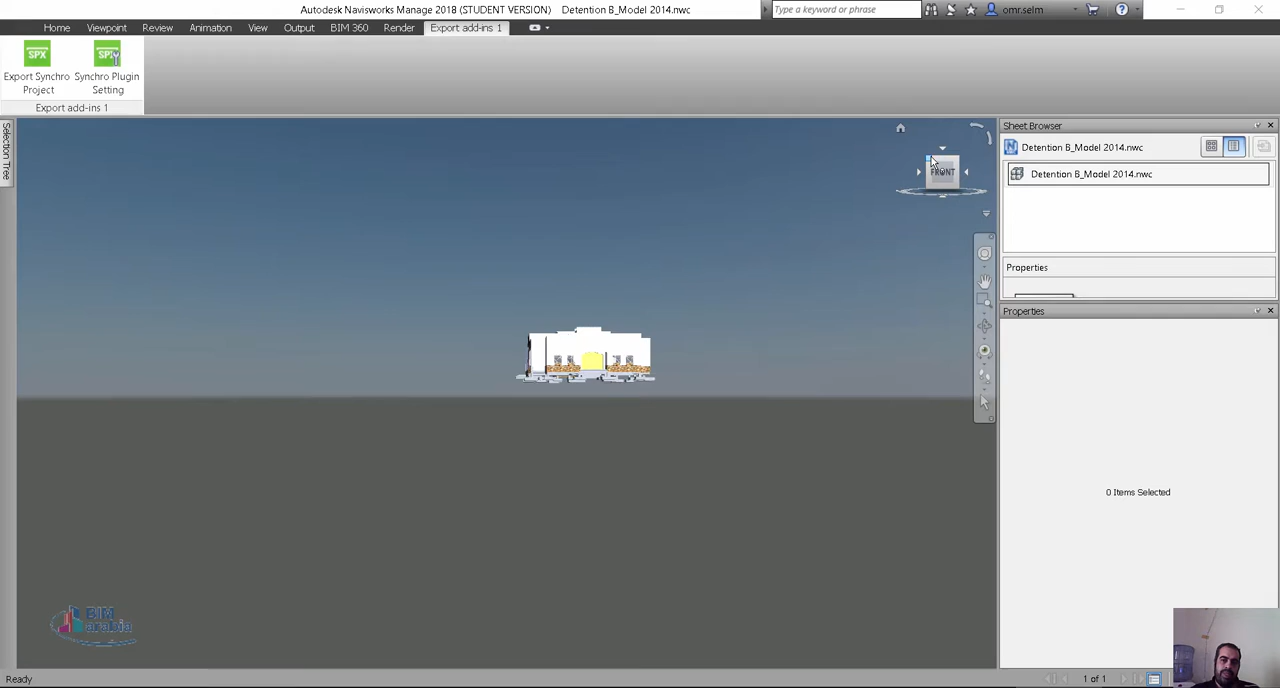 Autodesk Navisworks Manage 2018 (STUDENT VERSION) Detention B_Model 2014.nwc
Type a keyword or phrase
omr.selm
Home Viewpoint Review Animation View Output BIM 360 Render Export add-ins 1
SPX
Export Synchro Project
Synchro Plugin Setting
Export add-ins 1
Selection Tree
FRONT
Sheet Browser
Detention B_Model 2014.nwc
Detention B_Model 2014.nwc
Properties
Properties
0 Items Selected
BIM
arabia
Ready
1 of 1